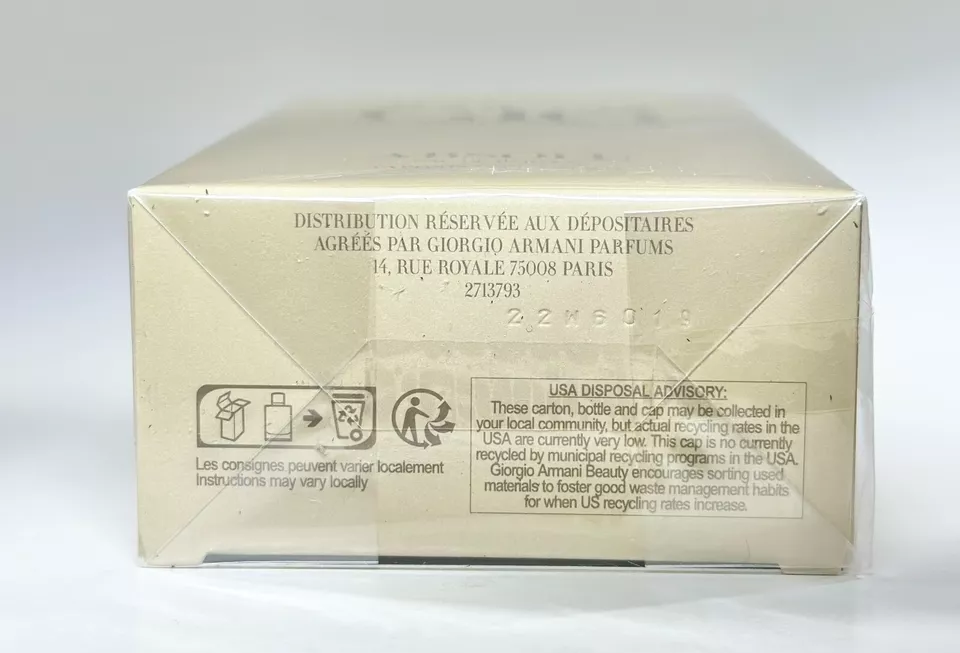 DISTRIBUTION RÉSERVÉE AUX DÉPOSITAIRES
AGRÉÉS PAR GIORGIO ARMANI PARFUMS
14, RUE ROYALE 75008 PARIS
2713793
22W6019
Les consignes peuvent varier localement
Instructions may vary locally
USA DISPOSAL ADVISORY:
These carton, bottle and cap may be collected in
your local community, but actual recycling rates in the
USA are currently very low. This cap is no currently
recycled by municipal recycling programs in the USA.
Giorgio Armani Beauty encourages sorting used
materials to foster good waste management habits
for when US recycling rates increase.